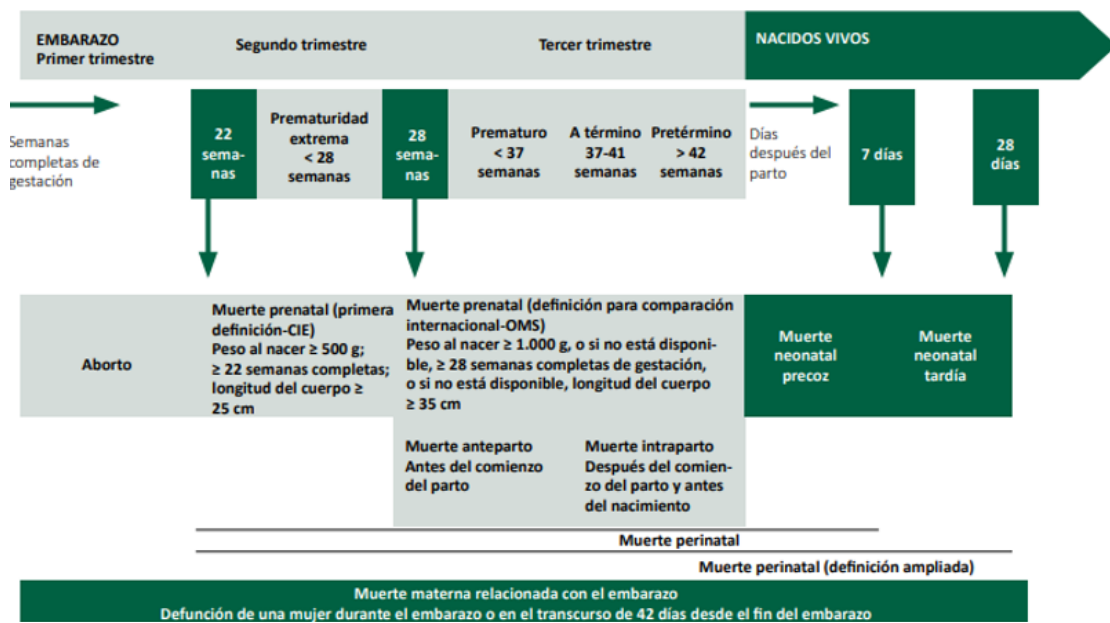 EMBARAZO
Primer trimestre
Segundo trimestre
Tercer trimestre
NACIDOS VIVOS
Semanas
completas de
gestación
22
sema-
nas
Prematuridad
extrema
< 28
semanas
28
sema-
nas
Prematuro
< 37
semanas
A término
37-41
semanas
Pretérmino
> 42
semanas
Días
después del
parto
7 días
28
días
Aborto
Muerte prenatal (primera
definición-CIE)
Peso al nacer ≥ 500 g;
≥ 22 semanas completas;
longitud del cuerpo ≥
25 cm
Muerte prenatal (definición para comparación
internacional-OMS)
Peso al nacer ≥ 1.000 g, o si no está disponi-
ble, ≥ 28 semanas completas de gestación,
o si no está disponible, longitud del cuerpo
≥ 35 cm
Muerte
neonatal
precoz
Muerte
neonatal
tardía
Muerte anteparto
Antes del comienzo
del parto
Muerte intraparto
Después del comien-
zo del parto y antes
del nacimiento
Muerte perinatal
Muerte perinatal (definición ampliada)
Muerte materna relacionada con el embarazo
Defunción de una mujer durante el embarazo o en el transcurso de 42 días desde el fin del embarazo